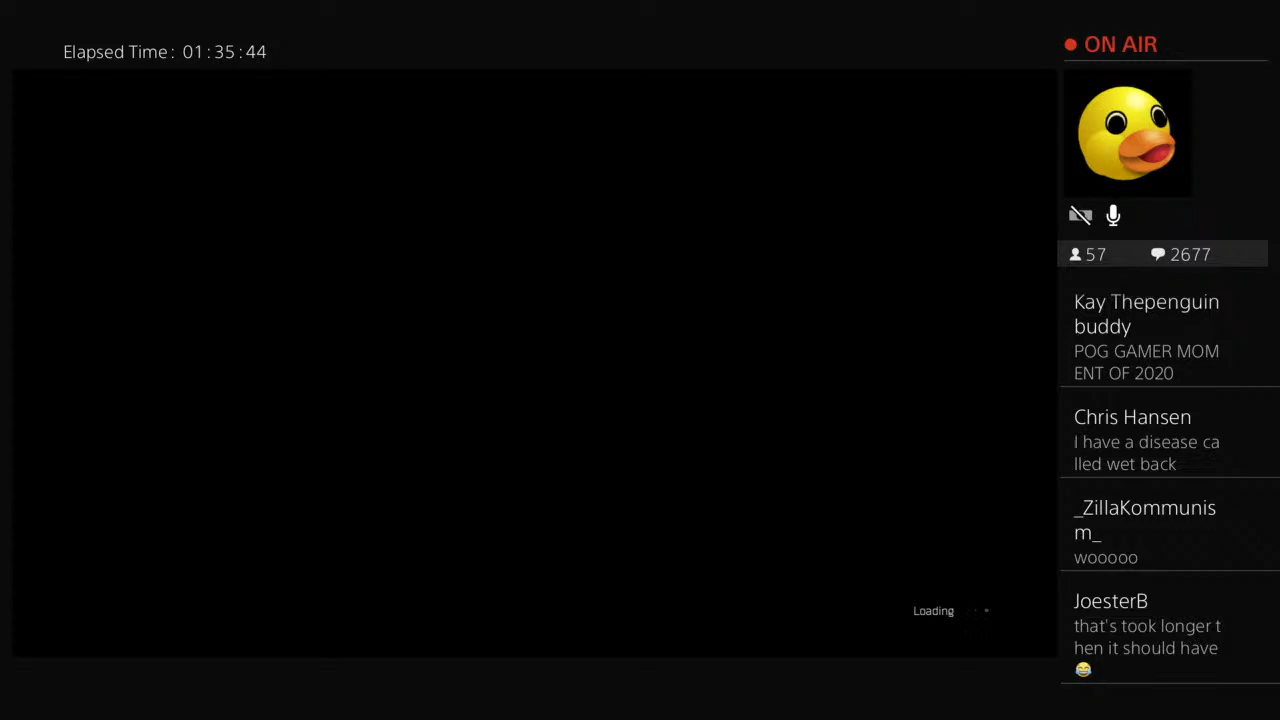 Elapsed Time: 01:35:44
ON AIR
57 2677
Kay Thepenguin
buddy
POG GAMER MOM
ENT OF 2020
Chris Hansen
I have a disease ca
lled wet back
_ZillaKommunis
m_
wooooo
JoesterB
that's took longer t
hen it should have
😂
Loading